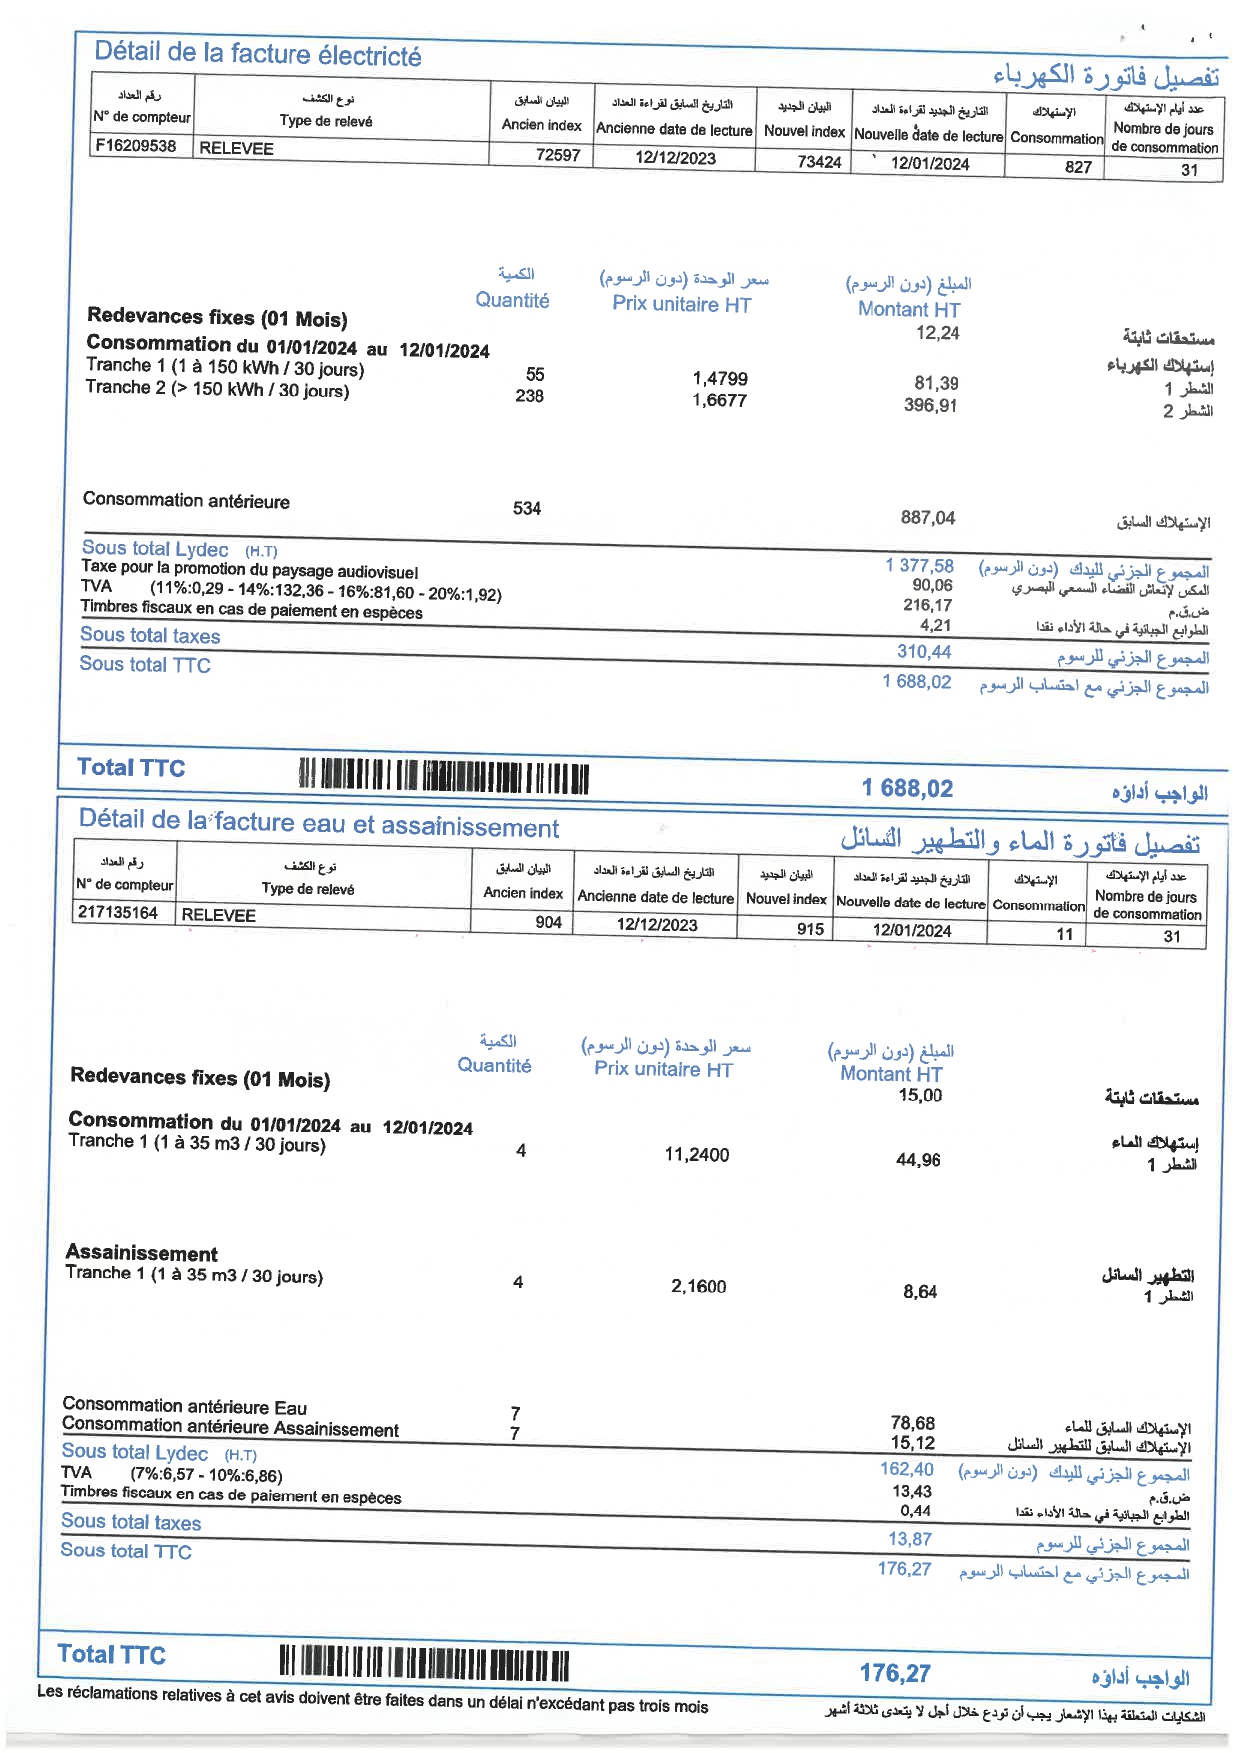 Détail de la facture électricté
تفصيل فاتورة الكهرباء
رقم العداد نوع الكشف البيان السابق التاريخ السابق لقراءة العداد البيان الجديد التاريخ الجديد لقراءة العداد الإستهلاك عدد أيام الإستهلاك
N° de compteur Type de relevé Ancien index Ancienne date de lecture Nouvel index Nouvelle date de lecture Consommation Nombre de jours de consommation
F16209538 RELEVEE 72597 12/12/2023 73424 12/01/2024 827 31
الكمية سعر الوحدة (دون الرسوم) المبلغ (دون الرسوم)
Quantité Prix unitaire HT Montant HT
Redevances fixes (01 Mois) 12,24 مستحقات ثابتة
Consommation du 01/01/2024 au 12/01/2024 إستهلاك الكهرباء
Tranche 1 (1 à 150 kWh / 30 jours) 55 1,4799 81,39 الشطر 1
Tranche 2 (> 150 kWh / 30 jours) 238 1,6677 396,91 الشطر 2
Consommation antérieure 534 887,04 الإستهلاك السابق
Sous total Lydec (H.T) 1 377,58 المجموع الجزئي لليدك (دون الرسوم)
Taxe pour la promotion du paysage audiovisuel 90,06 المكس لإنعاش الفضاء السمعي البصري
TVA (11%:0,29 - 14%:132,36 - 16%:81,60 - 20%:1,92) 216,17 ض.ق.م
Timbres fiscaux en cas de paiement en espèces 4,21 الطوابع الجبائية في حالة الأداء نقدا
Sous total taxes 310,44 المجموع الجزئي للرسوم
Sous total TTC 1 688,02 المجموع الجزئي مع احتساب الرسوم
Total TTC 1 688,02 الواجب أداؤه
Détail de la facture eau et assainissement
تفصيل فاتورة الماء والتطهير السائل
رقم العداد نوع الكشف البيان السابق التاريخ السابق لقراءة العداد البيان الجديد التاريخ الجديد لقراءة العداد الإستهلاك عدد أيام الإستهلاك
N° de compteur Type de relevé Ancien index Ancienne date de lecture Nouvel index Nouvelle date de lecture Consommation Nombre de jours de consommation
217135164 RELEVEE 904 12/12/2023 915 12/01/2024 11 31
الكمية سعر الوحدة (دون الرسوم) المبلغ (دون الرسوم)
Quantité Prix unitaire HT Montant HT
Redevances fixes (01 Mois) 15,00 مستحقات ثابتة
Consommation du 01/01/2024 au 12/01/2024 إستهلاك الماء
Tranche 1 (1 à 35 m3 / 30 jours) 4 11,2400 44,96 الشطر 1
Assainissement التطهير السائل
Tranche 1 (1 à 35 m3 / 30 jours) 4 2,1600 8,64 الشطر 1
Consommation antérieure Eau 7 78,68 الإستهلاك السابق للماء
Consommation antérieure Assainissement 7 15,12 الإستهلاك السابق للتطهير السائل
Sous total Lydec (H.T) 162,40 المجموع الجزئي لليدك (دون الرسوم)
TVA (7%:6,57 - 10%:6,86) 13,43 ض.ق.م
Timbres fiscaux en cas de paiement en espèces 0,44 الطوابع الجبائية في حالة الأداء نقدا
Sous total taxes 13,87 المجموع الجزئي للرسوم
Sous total TTC 176,27 المجموع الجزئي مع احتساب الرسوم
Total TTC 176,27 الواجب أداؤه
Les réclamations relatives à cet avis doivent être faites dans un délai n'excédant pas trois mois
الشكايات المتعلقة بهذا الإشعار يجب أن تودع خلال أجل لا يتعدى ثلاثة أشهر